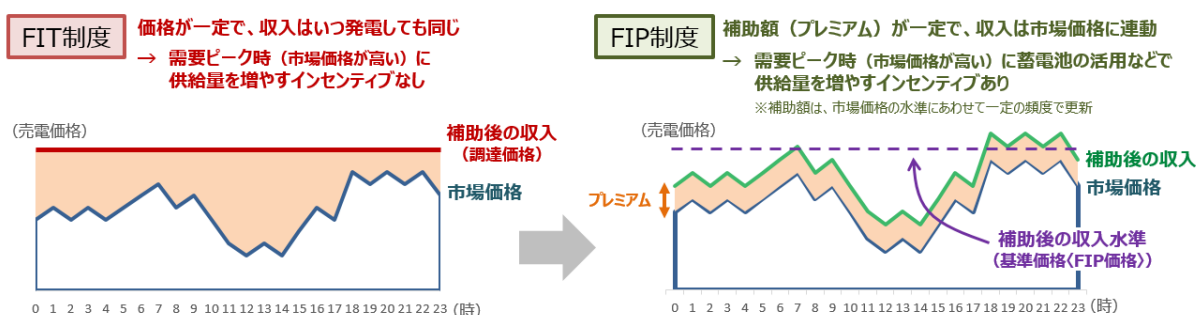 FIT制度
価格が一定で、収入はいつ発電しても同じ
→ 需要ピーク時（市場価格が高い）に
供給量を増やすインセンティブなし
（売電価格）
補助後の収入
（調達価格）
市場価格
0 1 2 3 4 5 6 7 8 9 10 11 12 13 14 15 16 17 18 19 20 21 22 23 (時)
FIP制度
補助額（プレミアム）が一定で、収入は市場価格に連動
→ 需要ピーク時（市場価格が高い）に蓄電池の活用などで
供給量を増やすインセンティブあり
※補助額は、市場価格の水準にあわせて一定の頻度で更新
（売電価格）
補助後の収入
市場価格
プレミアム
補助後の収入水準
（基準価格〈FIP価格〉）
0 1 2 3 4 5 6 7 8 9 10 11 12 13 14 15 16 17 18 19 20 21 22 23 (時)